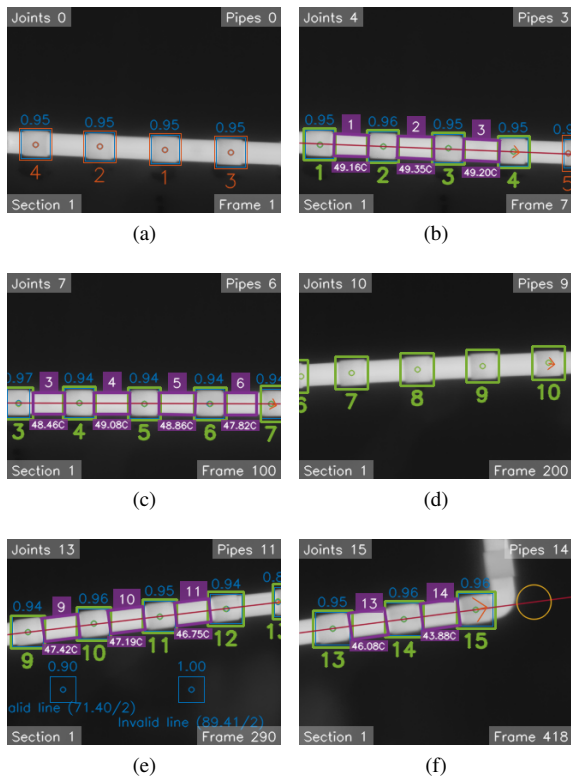 Joints 0 Pipes 0
0.95 0.95 0.95 0.95
4 2 1 3
Section 1 Frame 1
(a)
Joints 4 Pipes 3
0.95 1 0.96 2 0.95 3 0.95
1 49.16C 2 49.35C 3 49.20C 4 5
Section 1 Frame 7
(b)
Joints 7 Pipes 6
0.97 3 0.94 4 0.94 5 0.94 6 0.94
3 48.46C 4 49.08C 5 48.86C 6 47.82C 7
Section 1 Frame 100
(c)
Joints 10 Pipes 9
6 7 8 9 10
Section 1 Frame 200
(d)
Joints 13 Pipes 11
0.94 9 0.96 10 0.95 11 0.94
9 47.42C 10 47.19C 11 46.75C 12
0.90 1.00
alid line (71.40/2)
Invalid line (89.41/2)
Section 1 Frame 290
(e)
Joints 15 Pipes 14
0.95 13 0.96 14 0.96
13 46.08C 14 43.88C 15
Section 1 Frame 418
(f)